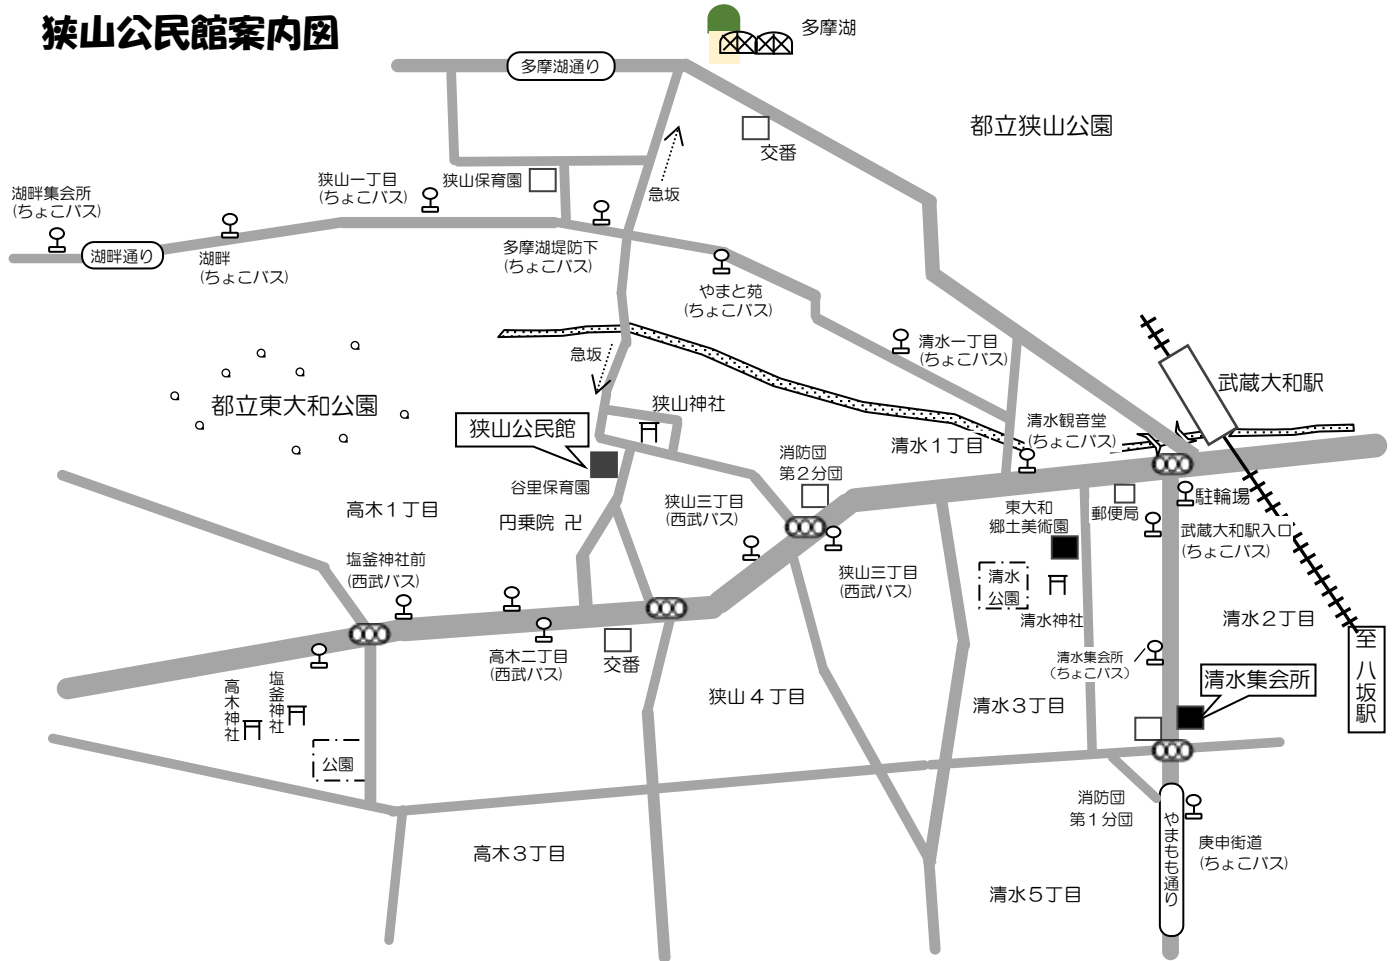 狭山公民館案内図
多摩湖
多摩湖通り
都立狭山公園
交番
急坂
狭山一丁目
(ちょこバス)
狭山保育園
湖畔集会所
(ちょこバス)
湖畔通り
湖畔
(ちょこバス)
多摩湖堤防下
(ちょこバス)
やまと苑
(ちょこバス)
清水一丁目
(ちょこバス)
急坂
武蔵大和駅
都立東大和公園
狭山神社
狭山公民館
清水観音堂
(ちょこバス)
清水1丁目
消防団
第2分団
谷里保育園
円乗院 卍
狭山三丁目
(西武バス)
高木1丁目
東大和
郷土美術園
郵便局
駐輪場
武蔵大和駅入口
(ちょこバス)
塩釜神社前
(西武バス)
狭山三丁目
(西武バス)
清水
公園
清水神社
清水2丁目
高木二丁目
(西武バス)
交番
清水集会所
(ちょこバス)
清水集会所
至 八坂駅
高木神社
塩釜神社
狭山4丁目
清水3丁目
公園
消防団
第1分団
やまもも通り
庚申街道
(ちょこバス)
高木3丁目
清水5丁目